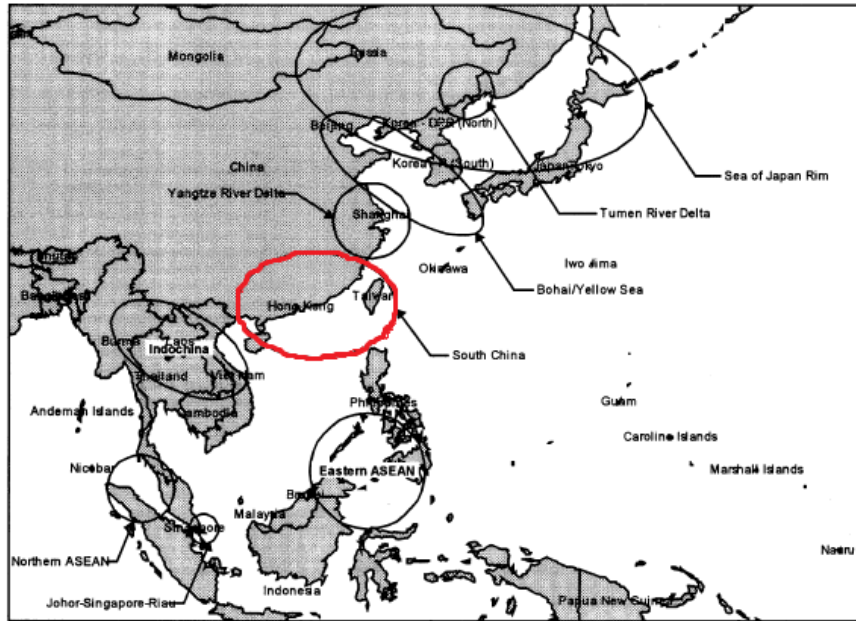 Mongolia
Russia
Beijing
Korea - DPR (North)
China
Korea - R (South)
Japan
Tokyo
Sea of Japan Rim
Yangtze River Delta
Shanghai
Tumen River Delta
Okinawa
Iwo Jima
Bohai/Yellow Sea
Hong Kong
Taiwan
Burma
Laos
Indochina
South China
Thailand
Viet Nam
Andeman Islands
Cambodia
Philippines
Guam
Caroline Islands
Nicobar
Eastern ASEAN
Marshall Islands
Brunei
Malaysia
Singapore
Northern ASEAN
Nauru
Johor-Singapore-Riau
Indonesia
Papua New Guinea